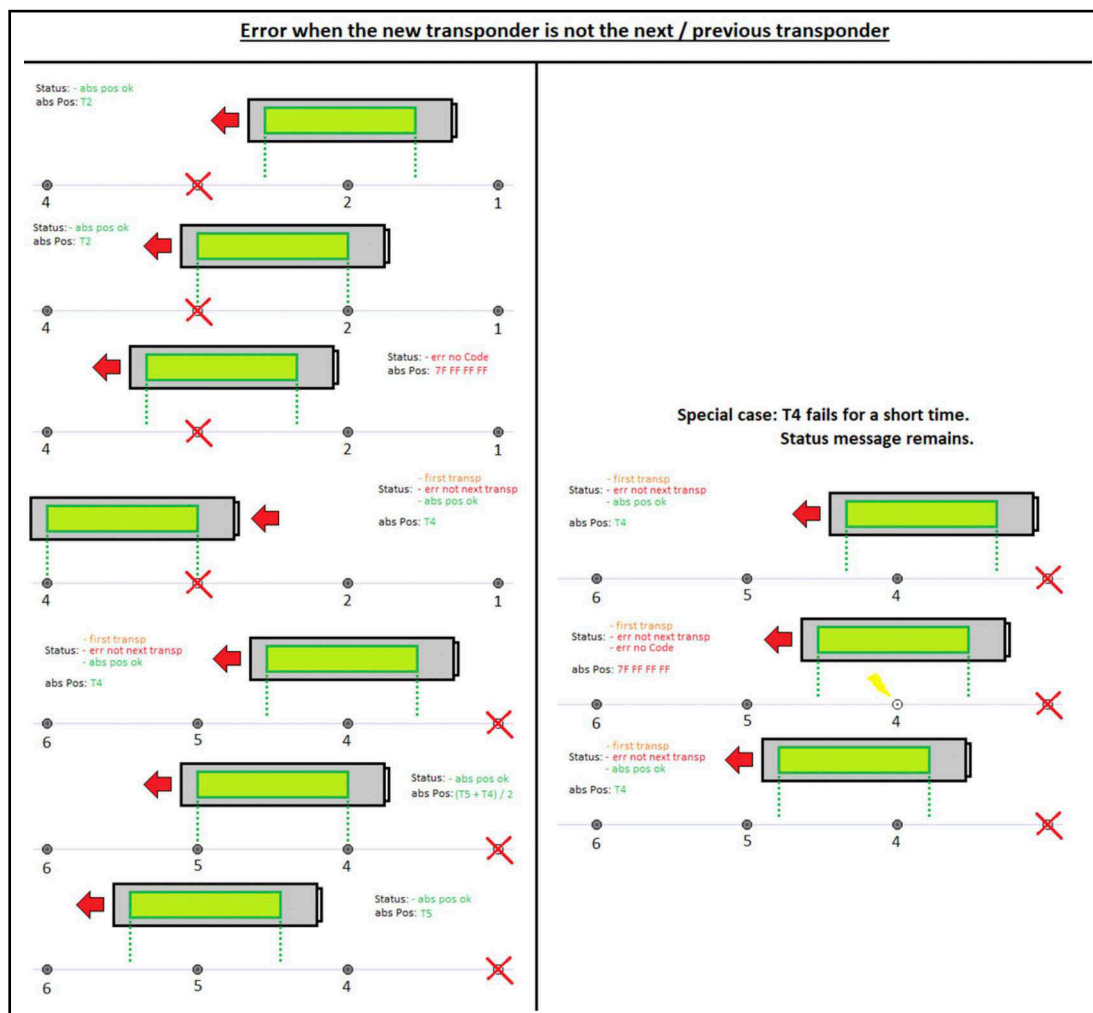 Error when the new transponder is not the next / previous transponder
Status: - abs pos ok
abs Pos: T2
4
2
1
Status: - abs pos ok
abs Pos: T2
4
2
1
Status: - err no Code
abs Pos: 7F FF FF FF
4
2
1
- first transp
Status: - err not next transp
- abs pos ok
abs Pos: T4
4
2
1
- first transp
Status: - err not next transp
- abs pos ok
abs Pos: T4
6
5
4
Status: - abs pos ok
abs Pos: (T5 + T4) / 2
6
5
4
Status: - abs pos ok
abs Pos: T5
6
5
4
Special case: T4 fails for a short time.
Status message remains.
- first transp
Status: - err not next transp
- abs pos ok
abs Pos: T4
6
5
4
- first transp
Status: - err not next transp
- err no Code
abs Pos: 7F FF FF FF
6
5
4
- first transp
Status: - err not next transp
- abs pos ok
abs Pos: T4
6
5
4